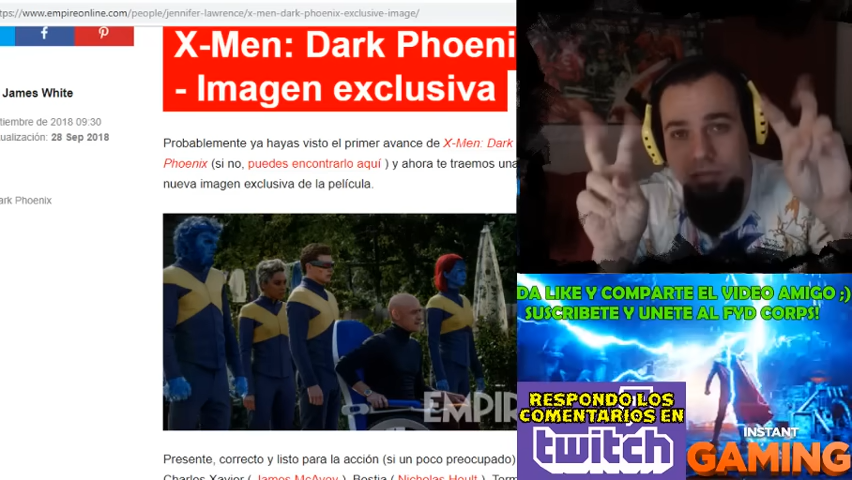 tps://www.empireonline.com/people/jennifer-lawrence/x-men-dark-phoenix-exclusive-image/
X-Men: Dark Phoeni
- Imagen exclusiva
James White
tiembre de 2018 09:30
ualización: 28 Sep 2018
ark Phoenix
Probablemente ya hayas visto el primer avance de X-Men: Dark
Phoenix (si no, puedes encontrarlo aquí ) y ahora te traemos una
nueva imagen exclusiva de la película.
EMPIR
Presente, correcto y listo para la acción (si un poco preocupado)
Charles Xavier ( James McAvoy ), Bestia ( Nicholas Hoult ), Torm
DA LIKE Y COMPARTE EL VIDEO AMIGO ;)
SUSCRIBETE Y UNETE AL FYD CORPS!
RESPONDO LOS
COMENTARIOS EN
twitch
INSTANT
GAMING